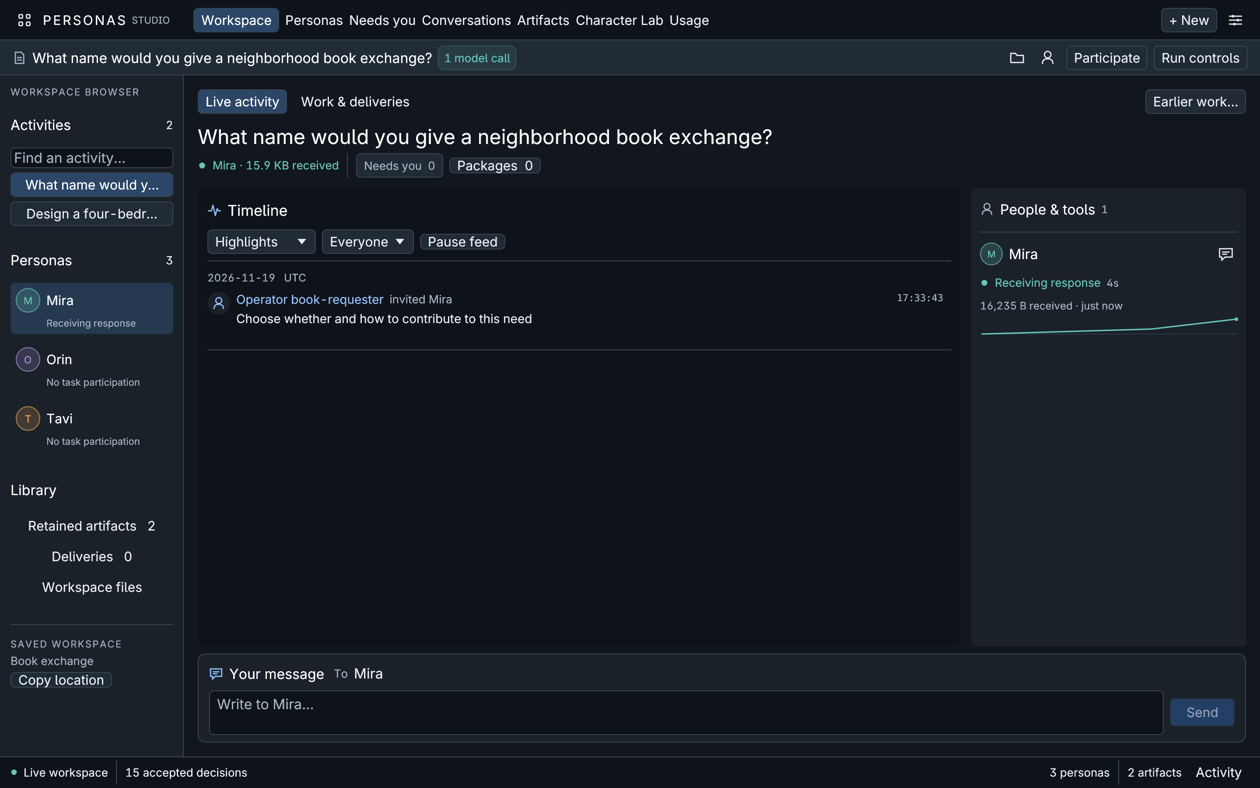 PERSONAS STUDIO
Workspace Personas Needs you Conversations Artifacts Character Lab Usage
+ New
What name would you give a neighborhood book exchange? 1 model call
Participate Run controls
WORKSPACE BROWSER
Activities 2
Find an activity...
What name would y...
Design a four-bedr...
Personas 3
M Mira
Receiving response
O Orin
No task participation
T Tavi
No task participation
Library
Retained artifacts 2
Deliveries 0
Workspace files
SAVED WORKSPACE
Book exchange
Copy location
Live activity Work & deliveries
Earlier work...
What name would you give a neighborhood book exchange?
Mira · 15.9 KB received Needs you 0 Packages 0
Timeline
Highlights Everyone Pause feed
2026-11-19 UTC
Operator book-requester invited Mira 17:33:43
Choose whether and how to contribute to this need
People & tools 1
M Mira
Receiving response 4s
16,235 B received · just now
Your message To Mira
Write to Mira...
Send
Live workspace 15 accepted decisions
3 personas 2 artifacts Activity